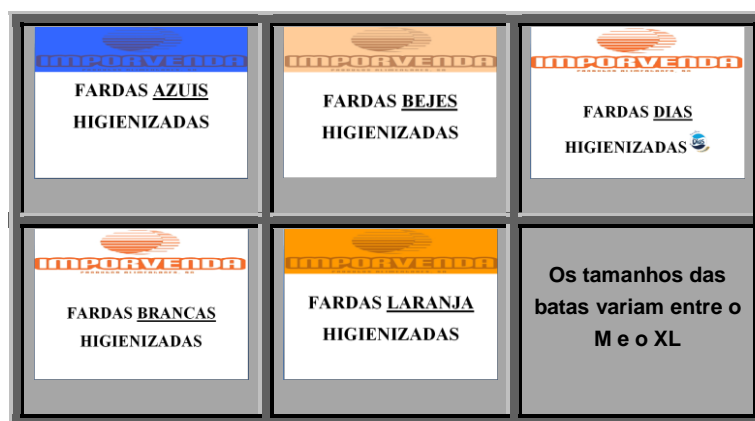 IMPORVENDA
FARDAS AZUIS
HIGIENIZADAS
IMPORVENDA
FARDAS BEJES
HIGIENIZADAS
IMPORVENDA
FARDAS DIAS
HIGIENIZADAS
IMPORVENDA
FARDAS BRANCAS
HIGIENIZADAS
IMPORVENDA
FARDAS LARANJA
HIGIENIZADAS
Os tamanhos das
batas variam entre o
M e o XL